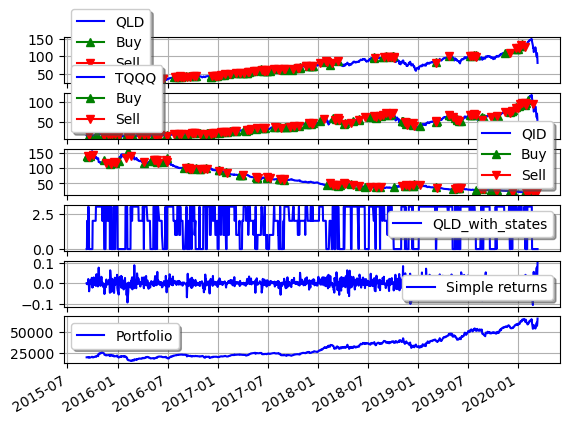 QLD
Buy
Sell
150
100
50
TQQQ
Buy
Sell
100
50
QID
Buy
Sell
150
100
50
QLD_with_states
2.5
0.0
Simple returns
0.1
0.0
−0.1
Portfolio
50000
25000
2015-07
2016-01
2016-07
2017-01
2017-07
2018-01
2018-07
2019-01
2019-07
2020-01